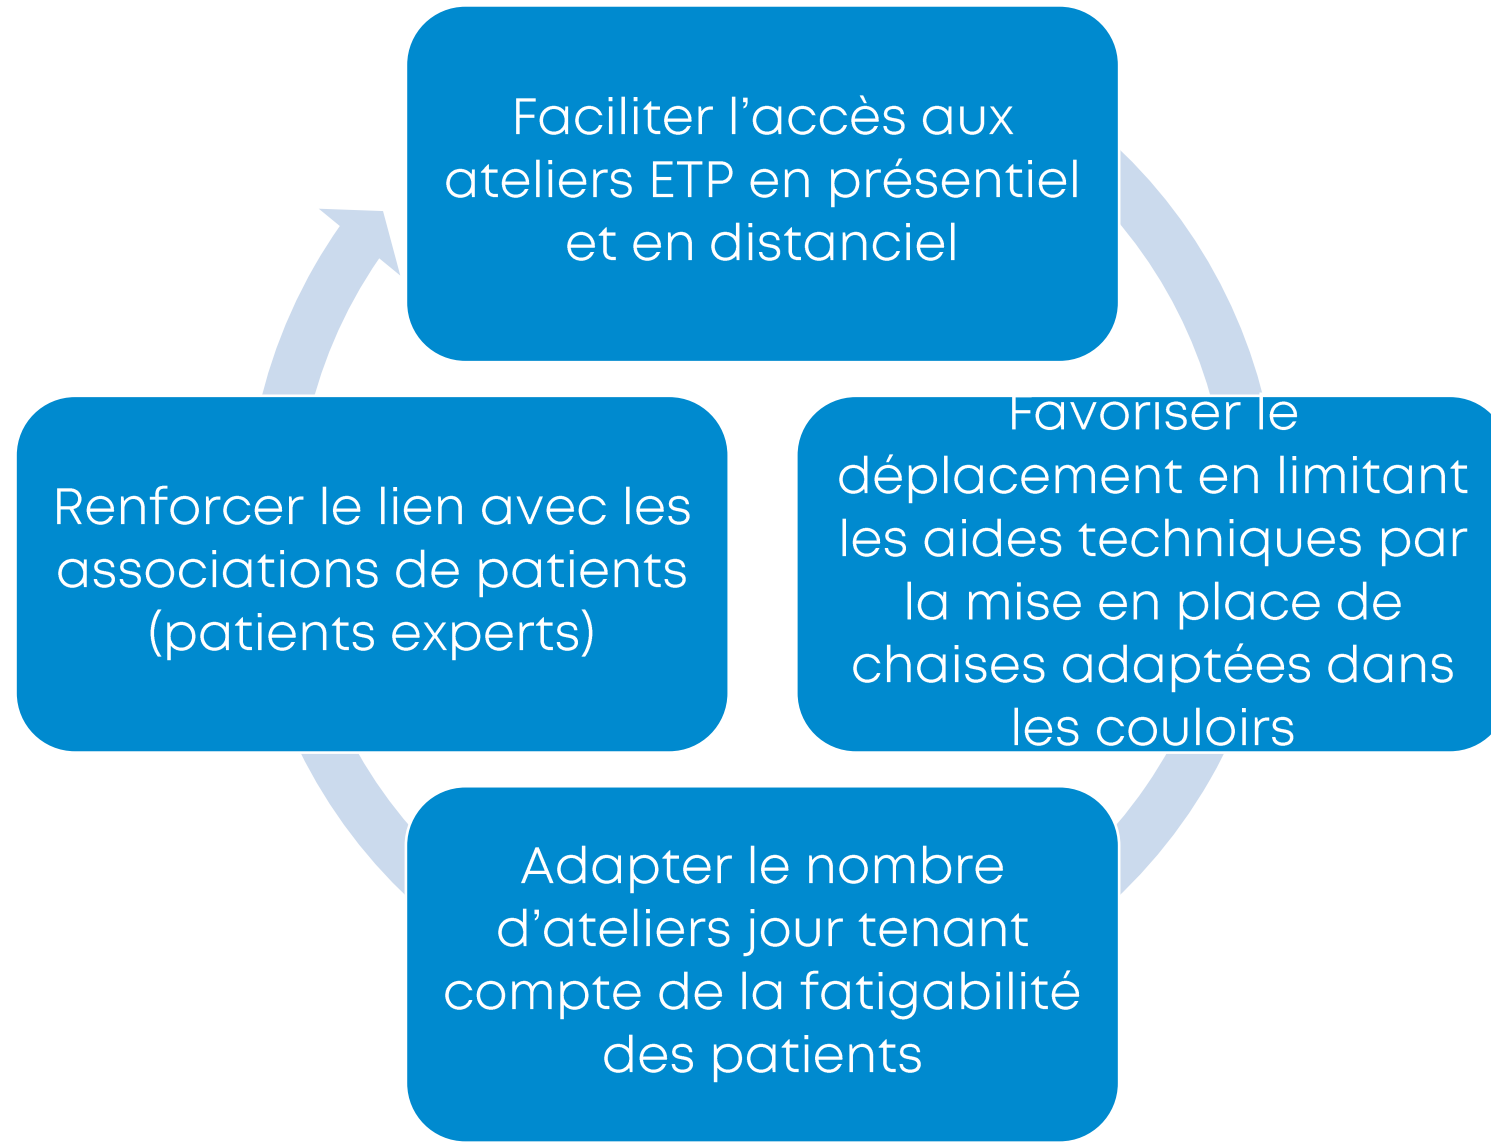 Faciliter l’accès aux
ateliers ETP en présentiel
et en distanciel
Favoriser le
déplacement en limitant
les aides techniques par
la mise en place de
chaises adaptées dans
les couloirs
Adapter le nombre
d’ateliers jour tenant
compte de la fatigabilité
des patients
Renforcer le lien avec les
associations de patients
(patients experts)